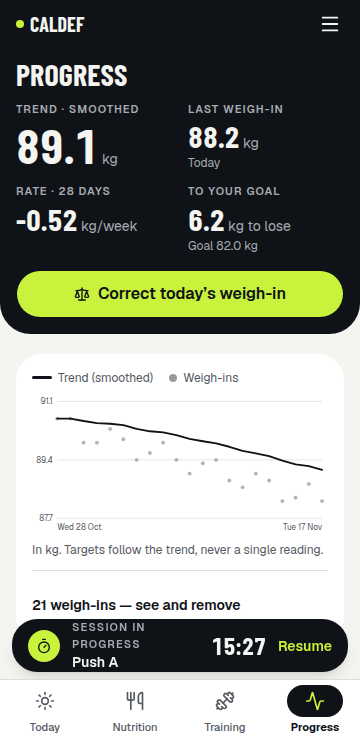 CALDEF
PROGRESS
TREND · SMOOTHED
89.1 kg
LAST WEIGH-IN
88.2 kg
Today
RATE · 28 DAYS
-0.52 kg/week
TO YOUR GOAL
6.2 kg to lose
Goal 82.0 kg
Correct today's weigh-in
Trend (smoothed) Weigh-ins
91.1
89.4
87.7
Wed 28 Oct Tue 17 Nov
In kg. Targets follow the trend, never a single reading.
21 weigh-ins — see and remove
SESSION IN
PROGRESS
Push A
15:27 Resume
Today Nutrition Training Progress